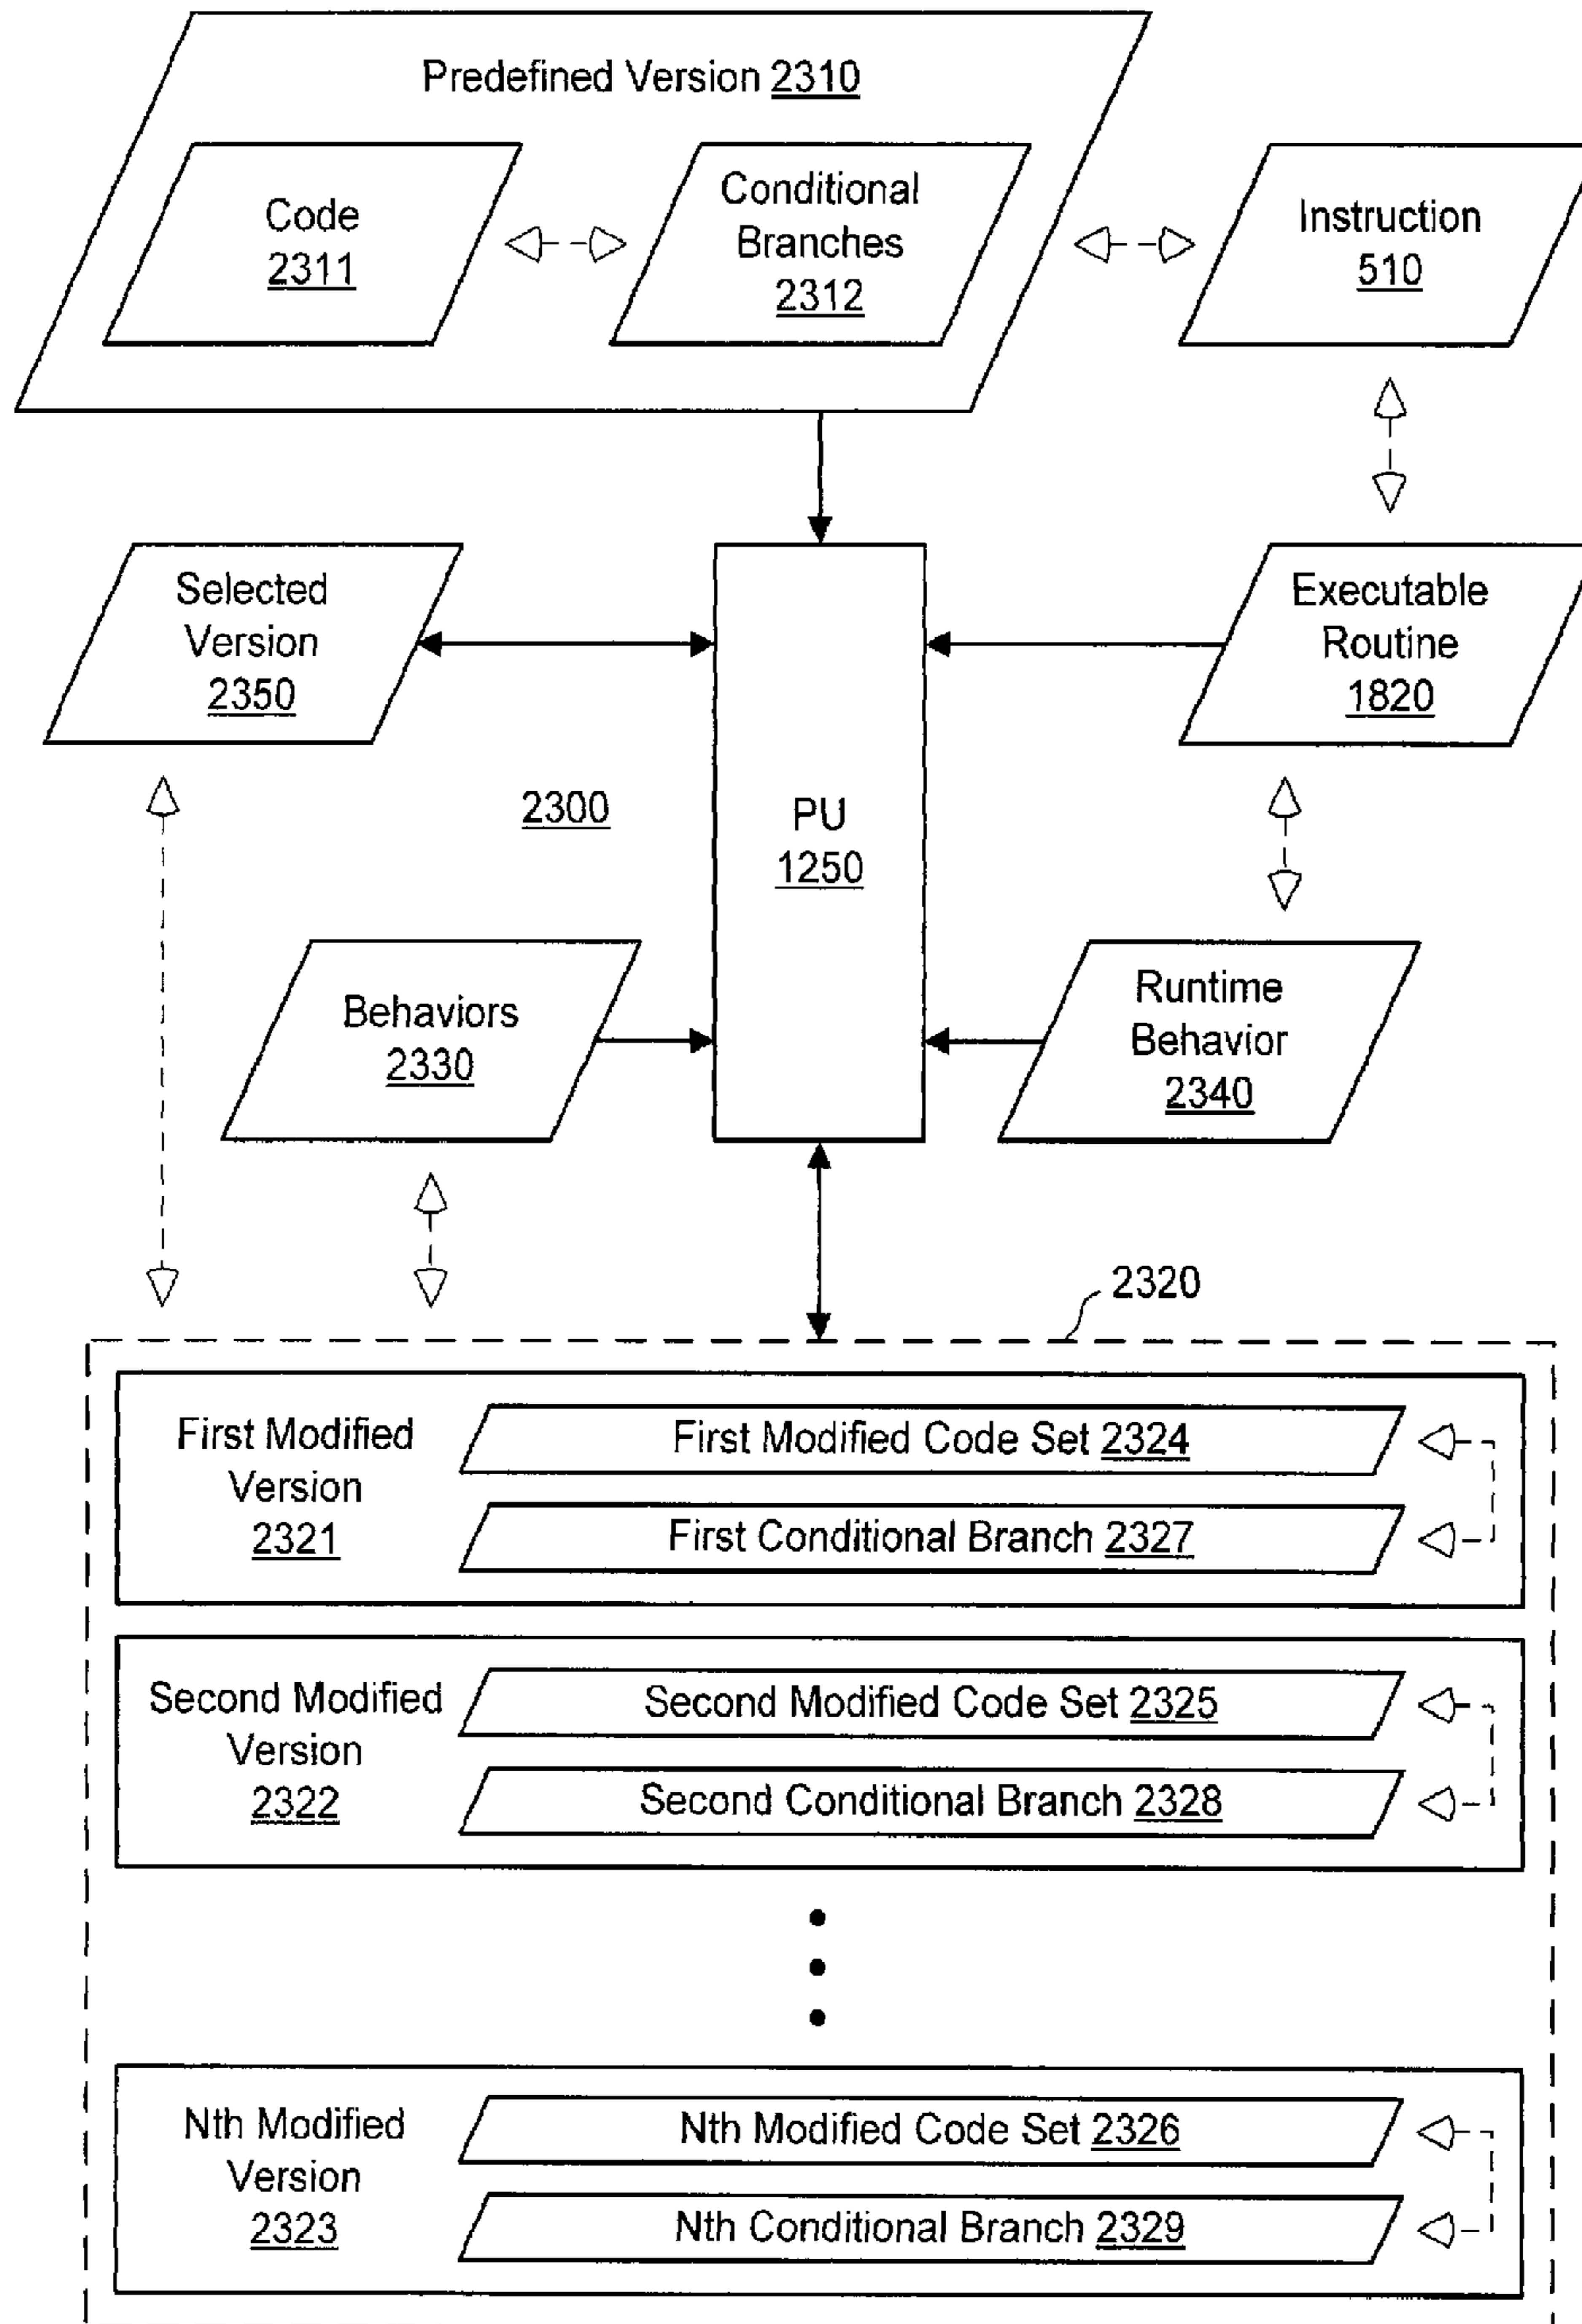 Predefined Version 2310
Code
2311
Conditional
Branches
2312
Instruction
510
Selected
Version
2350
Executable
Routine
1820
2300
PU
1250
Behaviors
2330
Runtime
Behavior
2340
2320
First Modified
Version
2321
First Modified Code Set 2324
First Conditional Branch 2327
Second Modified
Version
2322
Second Modified Code Set 2325
Second Conditional Branch 2328
Nth Modified
Version
2323
Nth Modified Code Set 2326
Nth Conditional Branch 2329